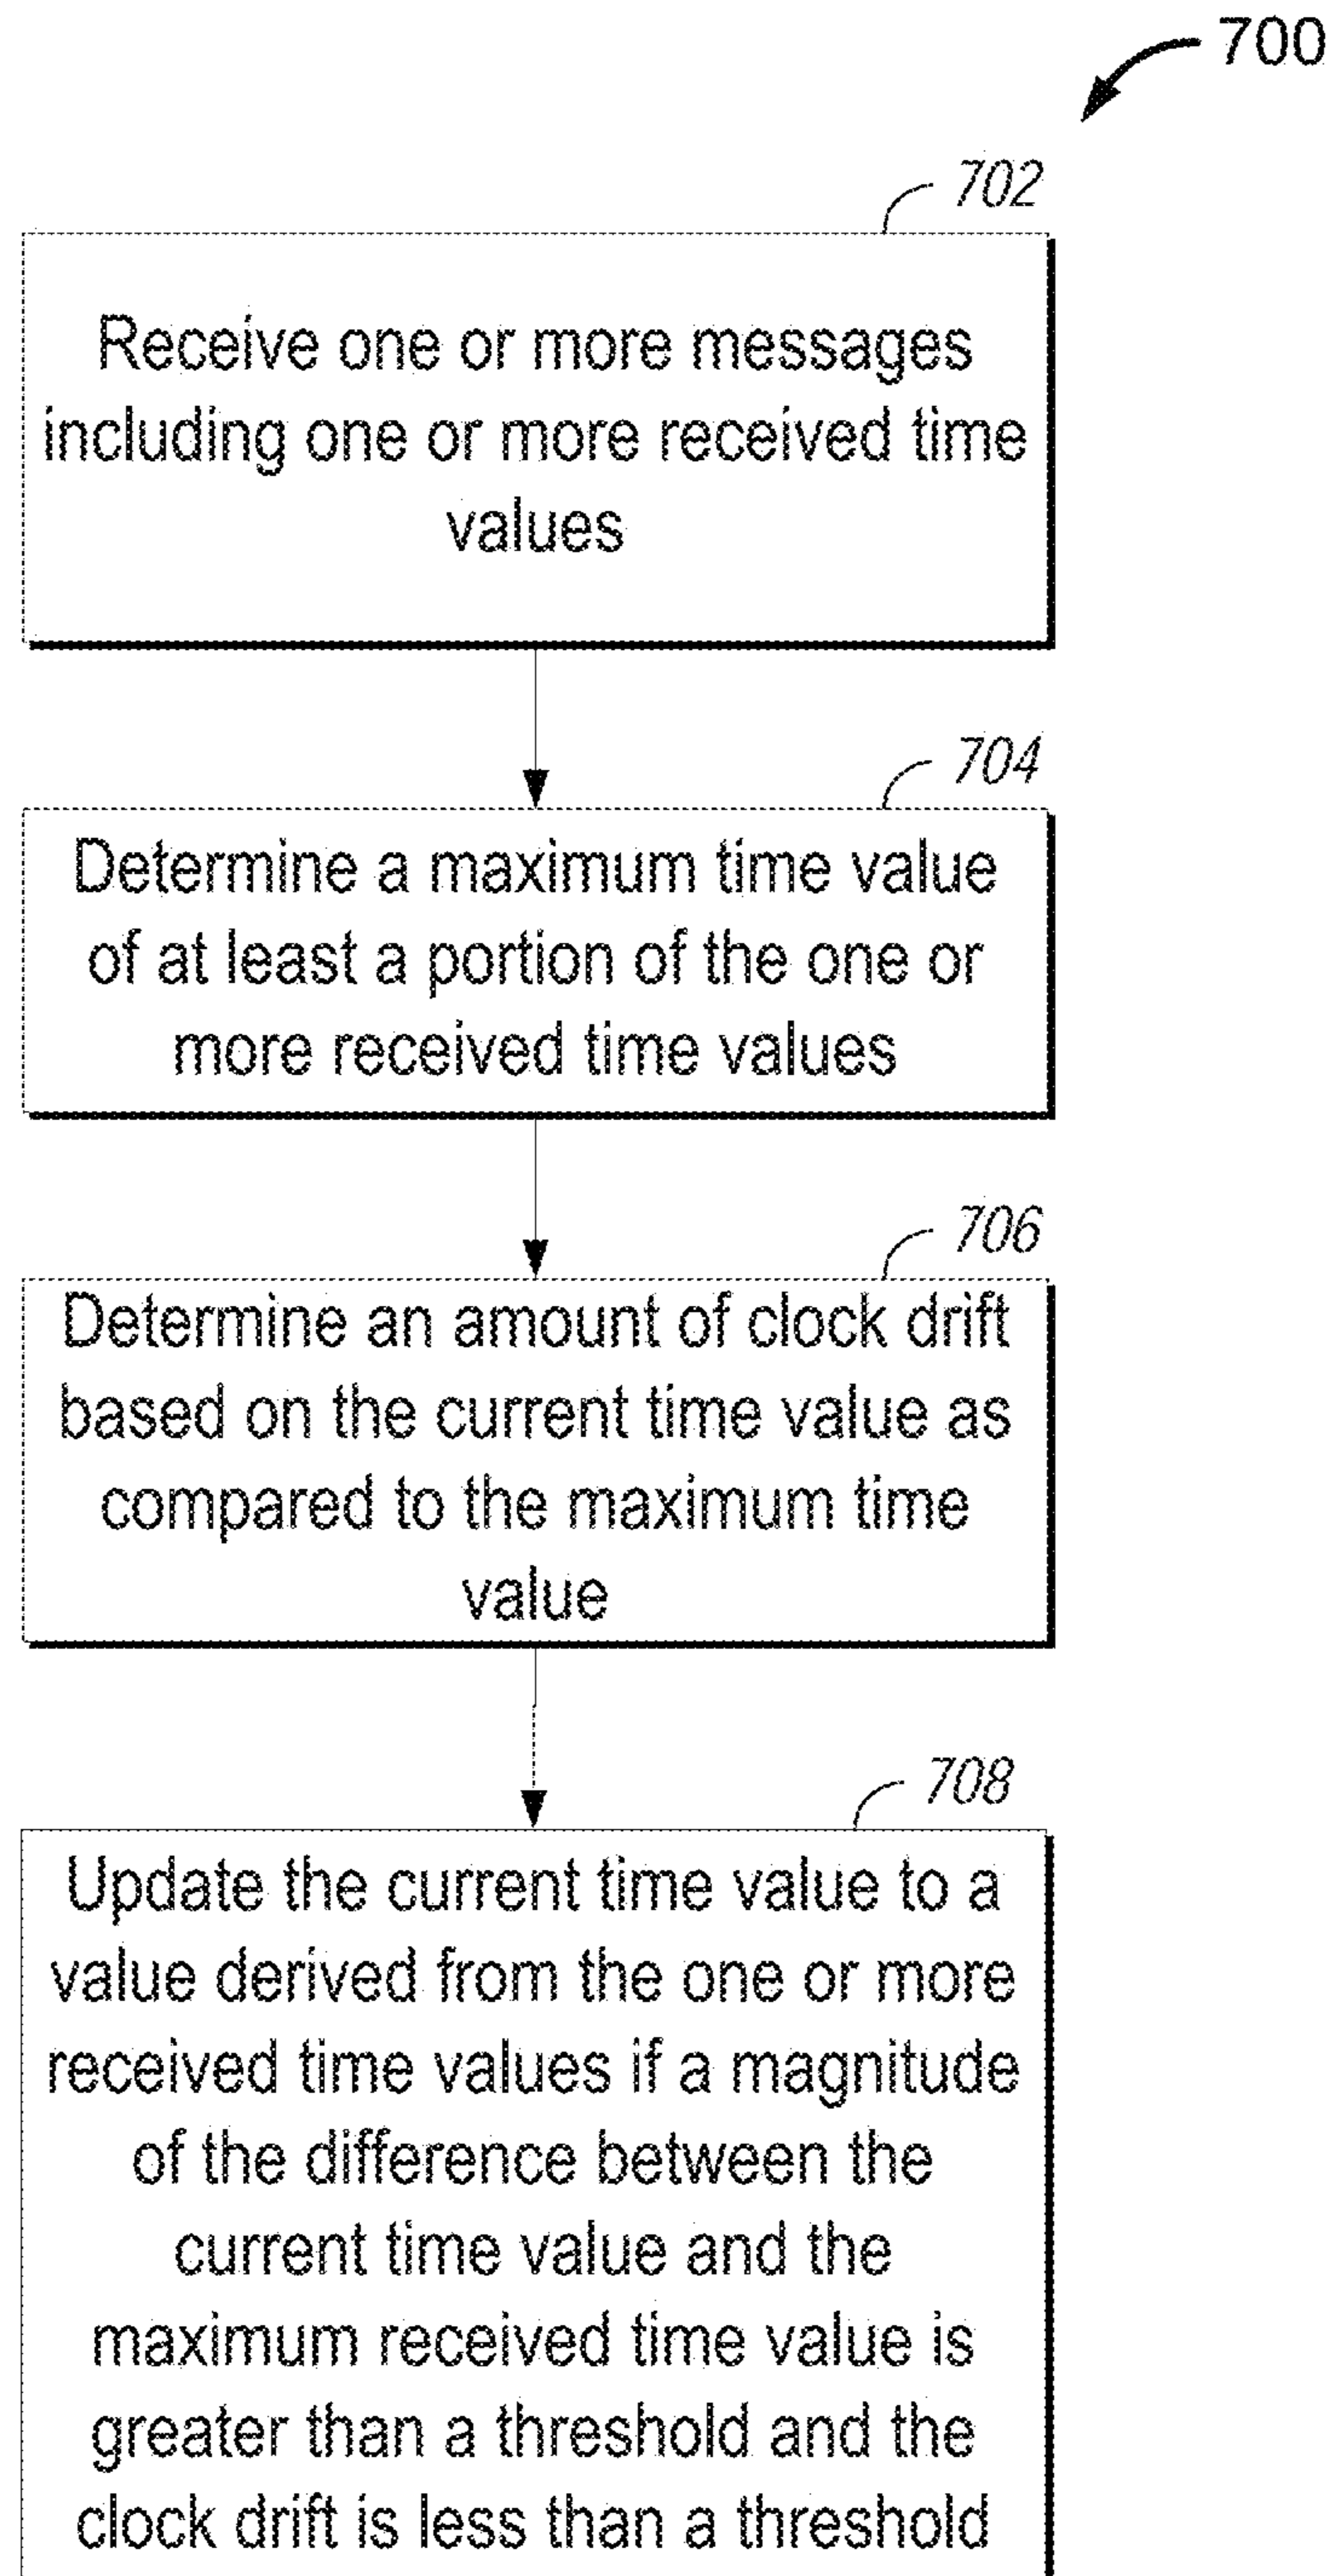 700
702
Receive one or more messages
including one or more received time
values
704
Determine a maximum time value
of at least a portion of the one or
more received time values
706
Determine an amount of clock drift
based on the current time value as
compared to the maximum time
value
708
Update the current time value to a
value derived from the one or more
received time values if a magnitude
of the difference between the
current time value and the
maximum received time value is
greater than a threshold and the
clock drift is less than a threshold